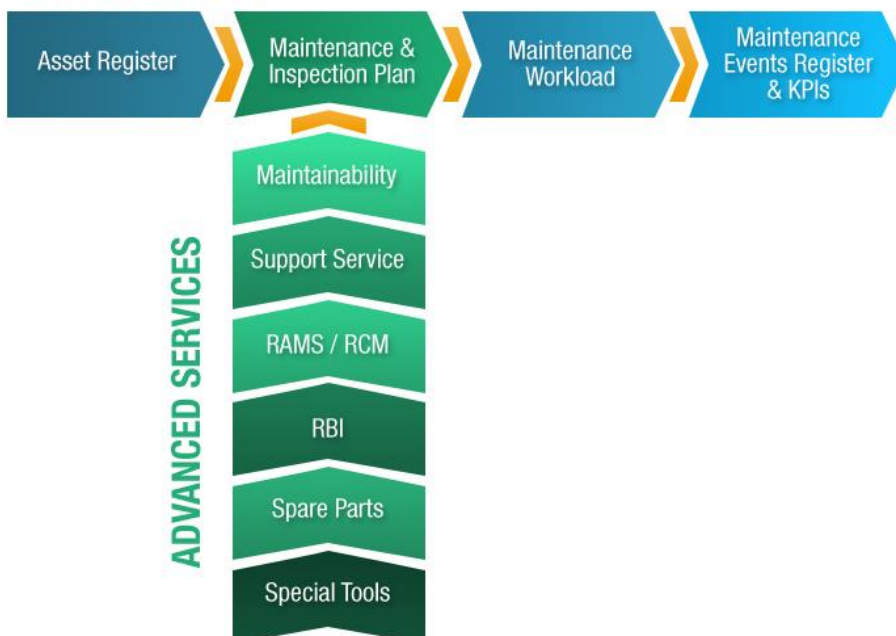 Asset Register
Maintenance &
Inspection Plan
Maintenance
Workload
Maintenance
Events Register
& KPIs
ADVANCED SERVICES
Maintainability
Support Service
RAMS / RCM
RBI
Spare Parts
Special Tools